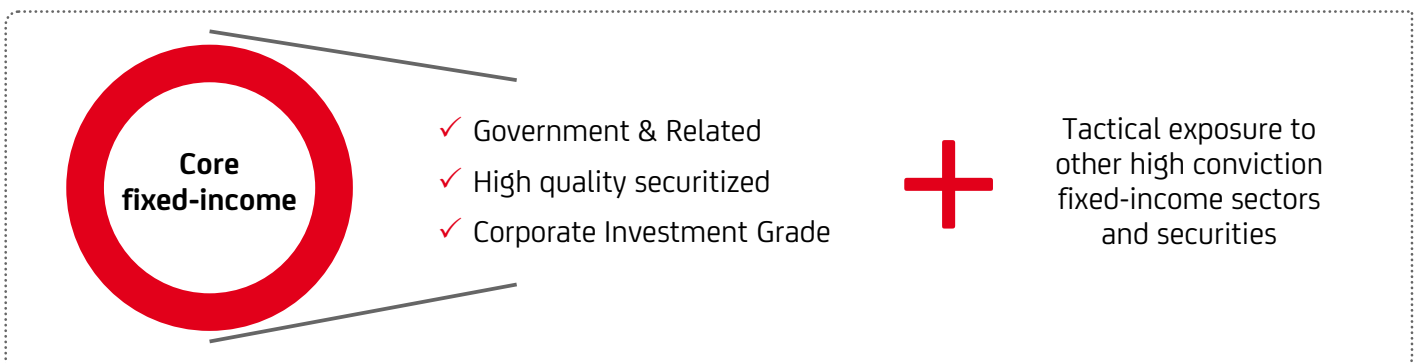 Core
fixed-income
✓ Government & Related
✓ High quality securitized
✓ Corporate Investment Grade
+
Tactical exposure to
other high conviction
fixed-income sectors
and securities